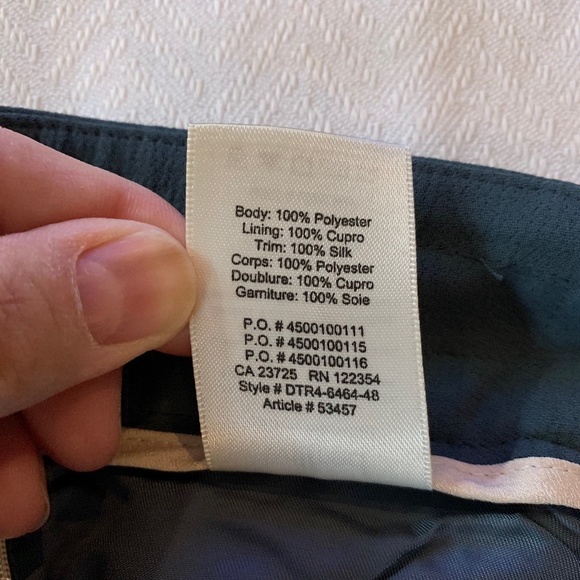 Body: 100% Polyester
Lining: 100% Cupro
Trim: 100% Silk
Corps: 100% Polyester
Doublure: 100% Cupro
Garniture: 100% Soie
P.O. # 4500100111
P.O. # 4500100115
P.O. # 4500100116
CA 23725 RN 122354
Style # DTR4-6464-48
Article # 53457